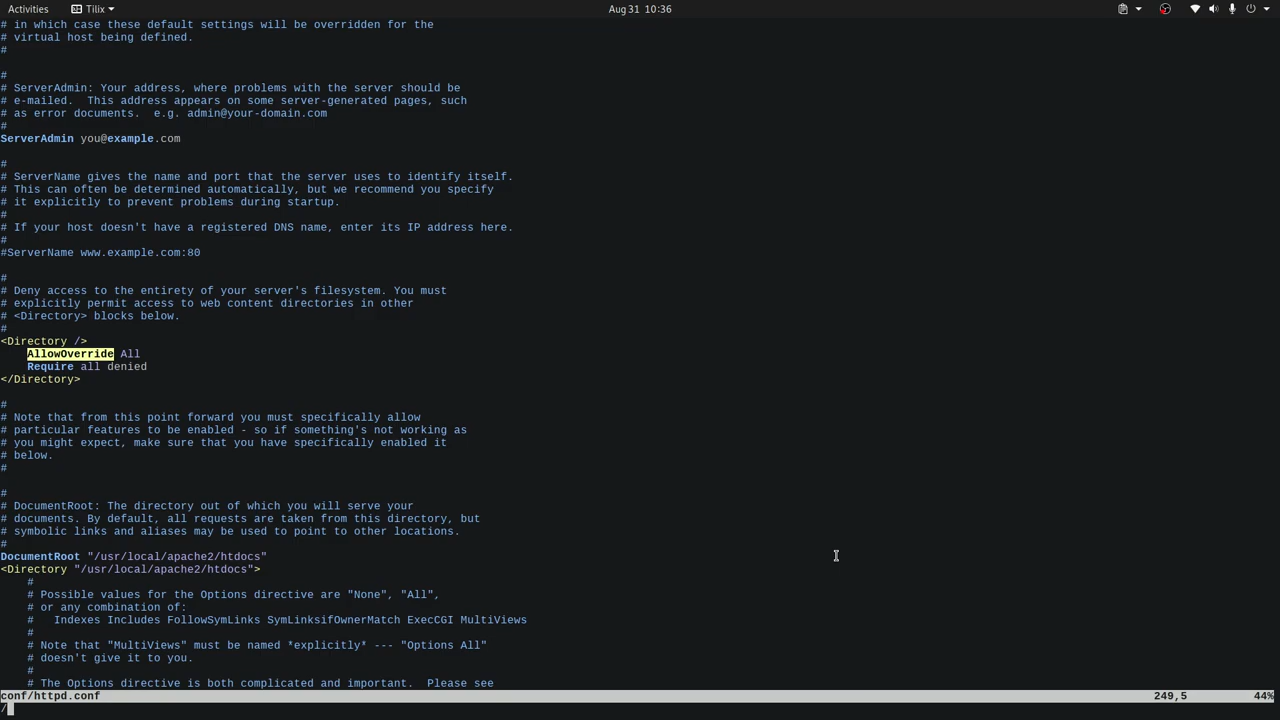 Activities Tilix Aug 31 10:36
# in which case these default settings will be overridden for the
# virtual host being defined.
#
#
# ServerAdmin: Your address, where problems with the server should be
# e-mailed.  This address appears on some server-generated pages, such
# as error documents.  e.g. admin@your-domain.com
#
ServerAdmin you@example.com
#
# ServerName gives the name and port that the server uses to identify itself.
# This can often be determined automatically, but we recommend you specify
# it explicitly to prevent problems during startup.
#
# If your host doesn't have a registered DNS name, enter its IP address here.
#
#ServerName www.example.com:80
#
# Deny access to the entirety of your server's filesystem. You must
# explicitly permit access to web content directories in other
# <Directory> blocks below.
#
<Directory />
    AllowOverride All
    Require all denied
</Directory>
#
# Note that from this point forward you must specifically allow
# particular features to be enabled - so if something's not working as
# you might expect, make sure that you have specifically enabled it
# below.
#
#
# DocumentRoot: The directory out of which you will serve your
# documents. By default, all requests are taken from this directory, but
# symbolic links and aliases may be used to point to other locations.
#
DocumentRoot "/usr/local/apache2/htdocs"
<Directory "/usr/local/apache2/htdocs">
    #
    # Possible values for the Options directive are "None", "All",
    # or any combination of:
    #   Indexes Includes FollowSymLinks SymLinksifOwnerMatch ExecCGI MultiViews
    #
    # Note that "MultiViews" must be named *explicitly* --- "Options All"
    # doesn't give it to you.
    #
    # The Options directive is both complicated and important.  Please see
conf/httpd.conf 249,5 44%
/